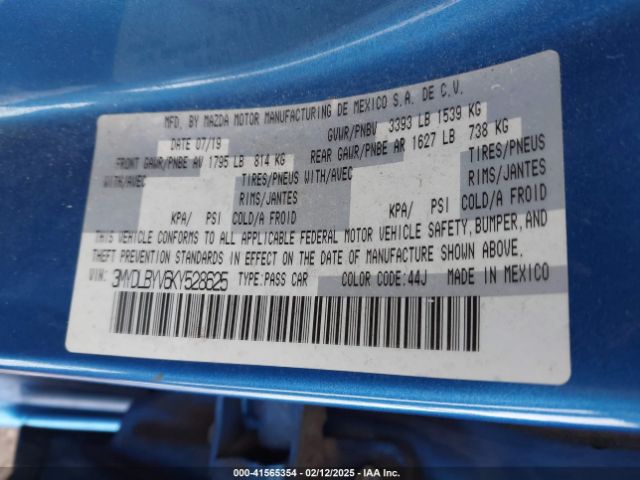 MFD. BY MAZDA MOTOR MANUFACTURING DE MEXICO S.A. DE C.V.
DATE 07/19 GVWR/PNBV 3393 LB 1539 KG
FRONT GAWR/PNBE AV 1795 LB 814 KG REAR GAWR/PNBE AR 1627 LB 738 KG
WITH/AVEC TIRES/PNEUS WITH/AVEC TIRES/PNEUS
RIMS/JANTES RIMS/JANTES
KPA/ PSI COLD/A FROID KPA/ PSI COLD/A FROID
THIS VEHICLE CONFORMS TO ALL APPLICABLE FEDERAL MOTOR VEHICLE SAFETY, BUMPER, AND
THEFT PREVENTION STANDARDS IN EFFECT ON THE DATE OF MANUFACTURE SHOWN ABOVE.
VIN: 3MYDLBYV6KY528625 TYPE:PASS CAR COLOR CODE:44J MADE IN MEXICO
000-41565354 - 02/12/2025 - IAA Inc.